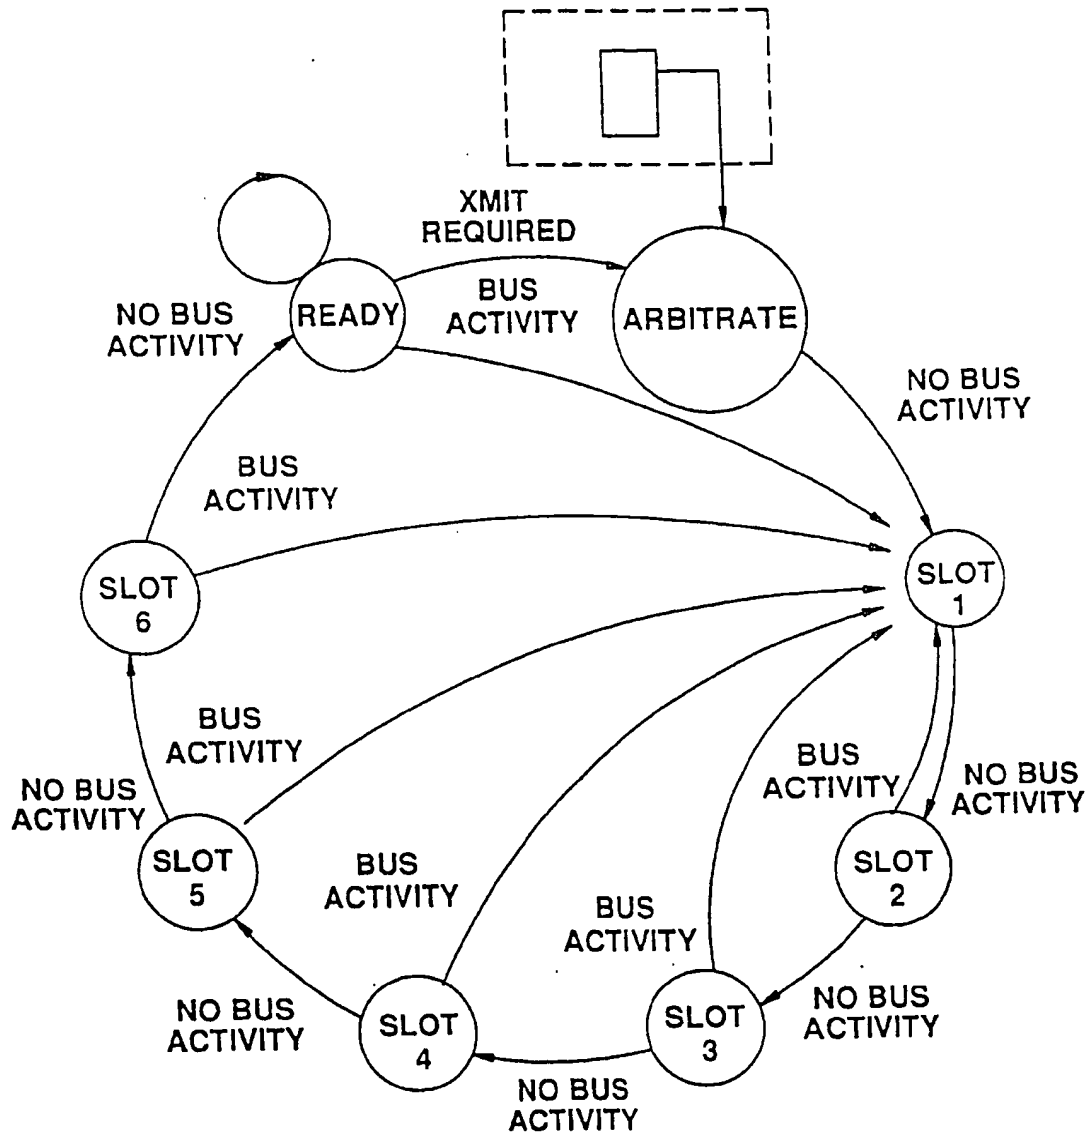 XMIT
REQUIRED
BUS
ACTIVITY
NO BUS
ACTIVITY
READY
ARBITRATE
NO BUS
ACTIVITY
BUS
ACTIVITY
SLOT
6
SLOT
1
BUS
ACTIVITY
NO BUS
ACTIVITY
BUS
ACTIVITY
NO BUS
ACTIVITY
SLOT
5
BUS
ACTIVITY
BUS
ACTIVITY
SLOT
2
NO BUS
ACTIVITY
SLOT
4
SLOT
3
NO BUS
ACTIVITY
NO BUS
ACTIVITY